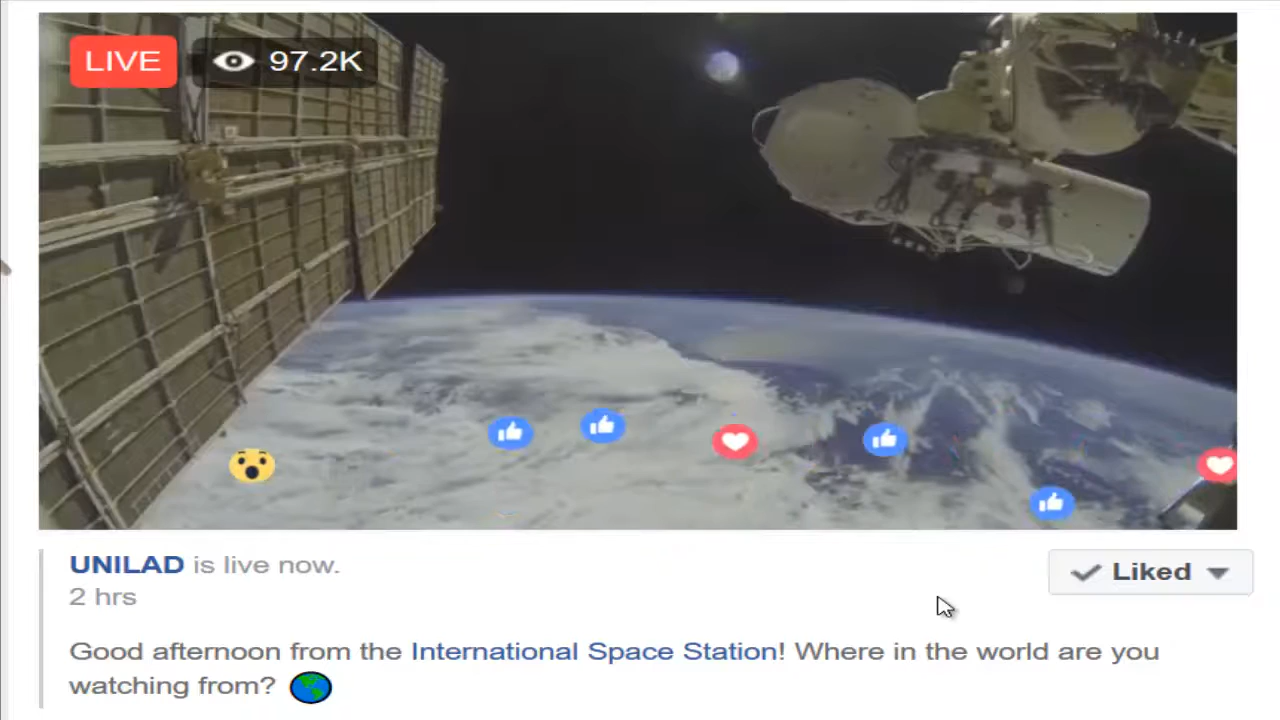 LIVE 97.2K
UNILAD is live now.
Liked
2 hrs
Good afternoon from the International Space Station! Where in the world are you
watching from?